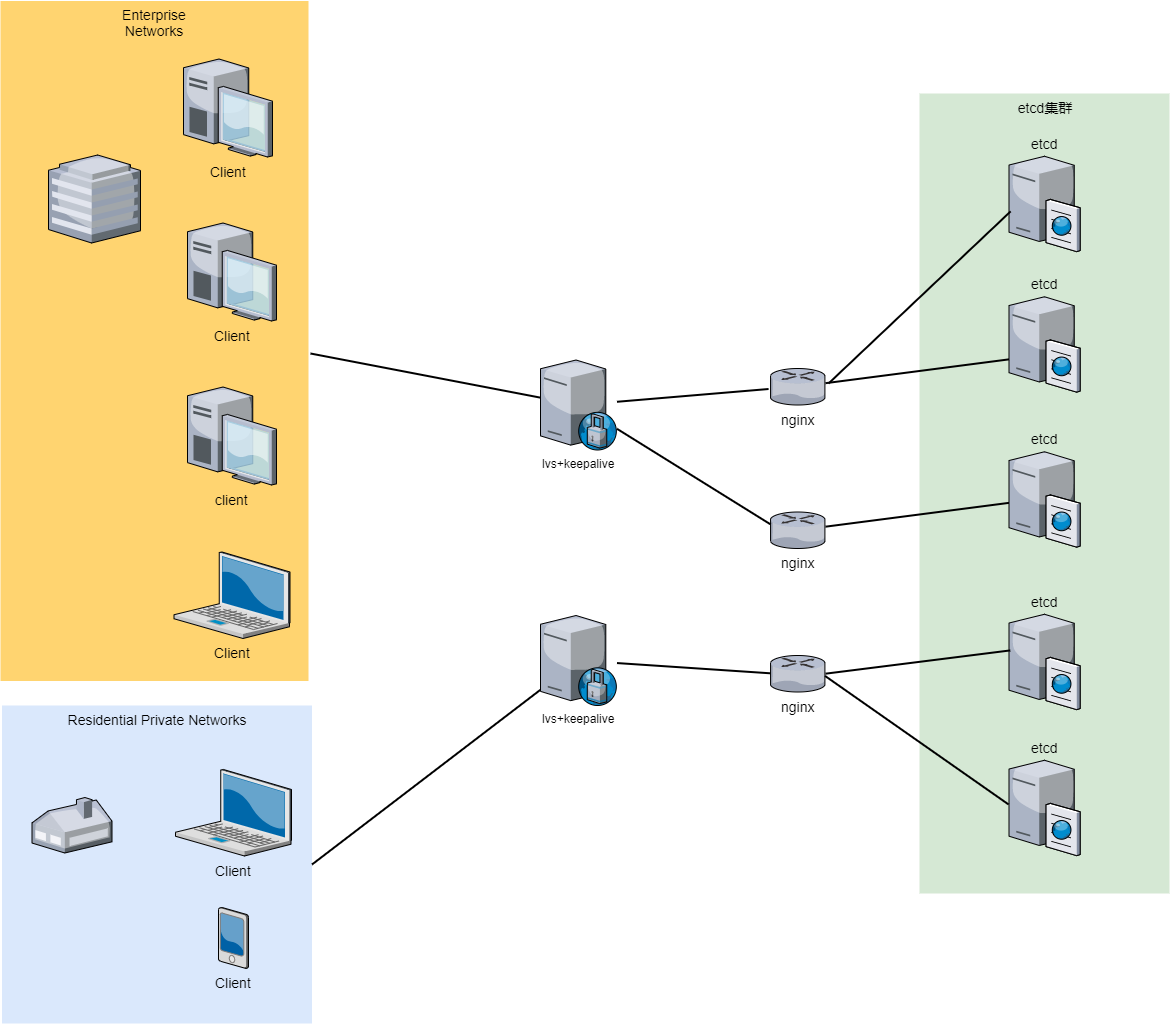 Enterprise
Networks
Client
Client
client
Client
Residential Private Networks
Client
Client
lvs+keepalive
lvs+keepalive
nginx
nginx
nginx
etcd集群
etcd
etcd
etcd
etcd
etcd